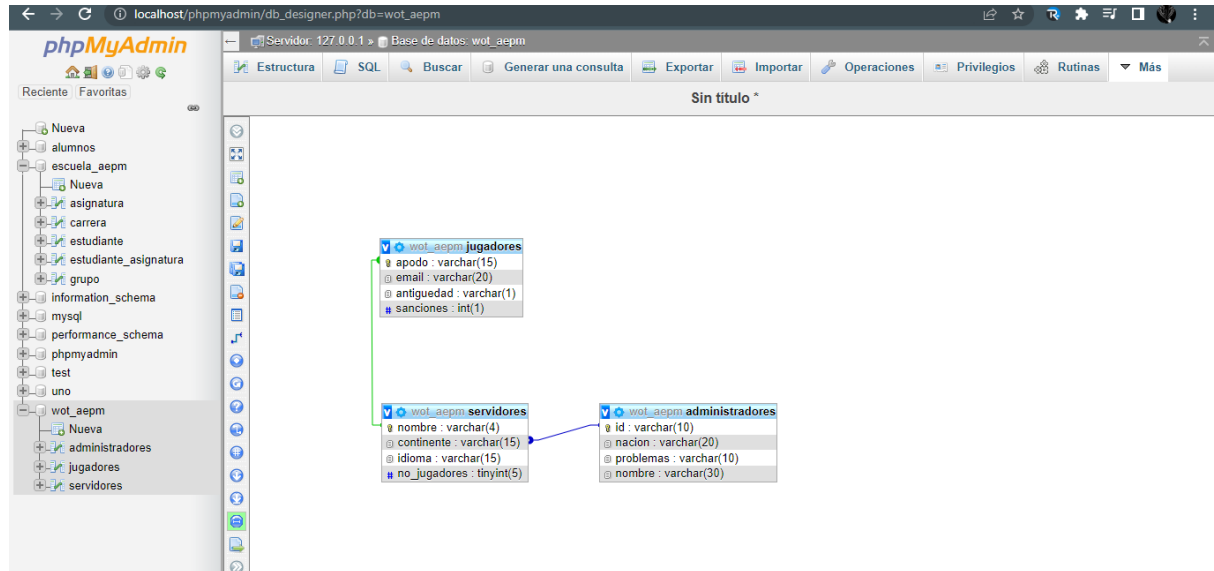 localhost/phpmyadmin/db_designer.php?db=wot_aepm
phpMyAdmin
Reciente Favoritas
Nueva
alumnos
escuela_aepm
Nueva
asignatura
carrera
estudiante
estudiante_asignatura
grupo
information_schema
mysql
performance_schema
phpmyadmin
test
uno
wot_aepm
Nueva
administradores
jugadores
servidores
Servidor: 127.0.0.1 » Base de datos: wot_aepm
Estructura SQL Buscar Generar una consulta Exportar Importar Operaciones Privilegios Rutinas Más
Sin título *
wot_aepm jugadores
apodo : varchar(15)
email : varchar(20)
antiguedad : varchar(1)
# sanciones : int(1)
wot_aepm servidores
nombre : varchar(4)
continente : varchar(15)
idioma : varchar(15)
# no_jugadores : tinyint(5)
wot_aepm administradores
id : varchar(10)
nacion : varchar(20)
problemas : varchar(10)
nombre : varchar(30)